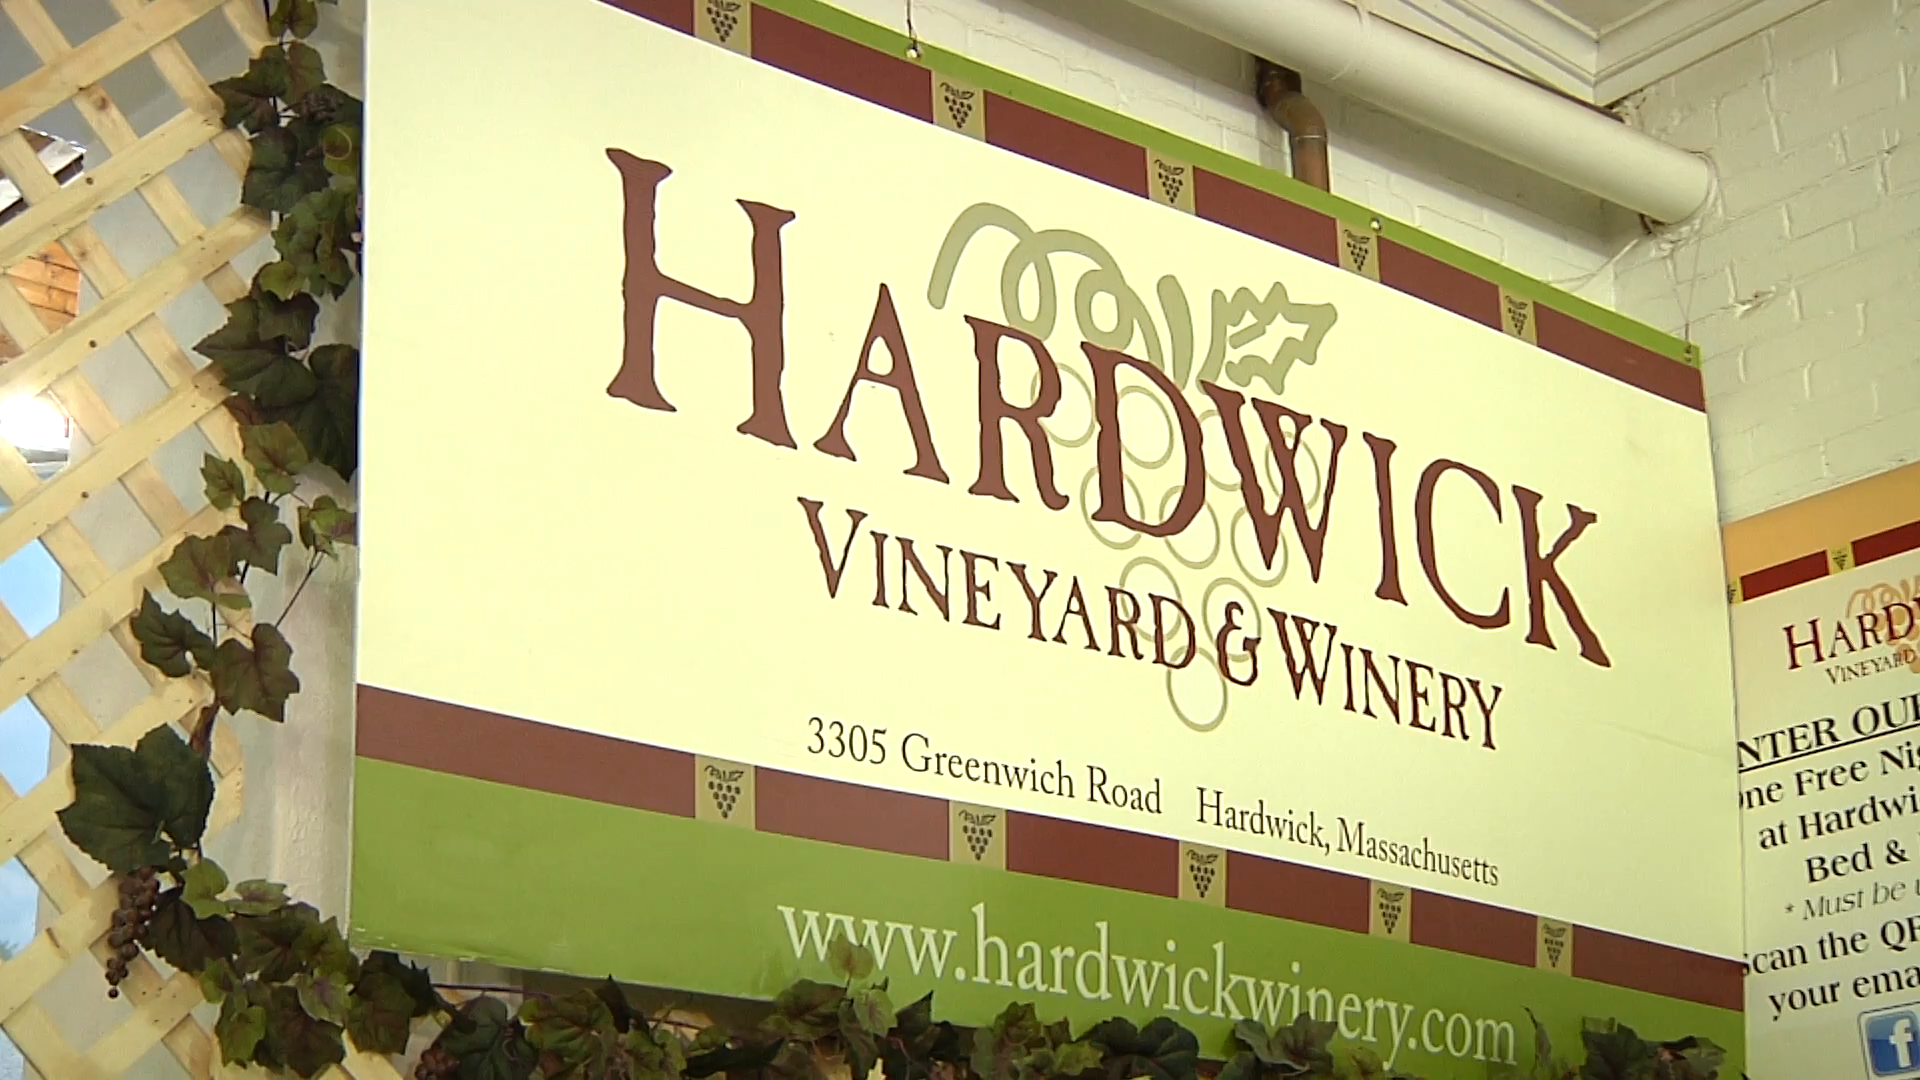 HARDWICK
VINEYARD & WINERY
3305 Greenwich Road Hardwick, Massachusetts
www.hardwickwinery.com
HARD
VINEYARD
NTER OU
ne Free Ni
at Hardwi
Bed &
* Must be
can the Q
your ema
f